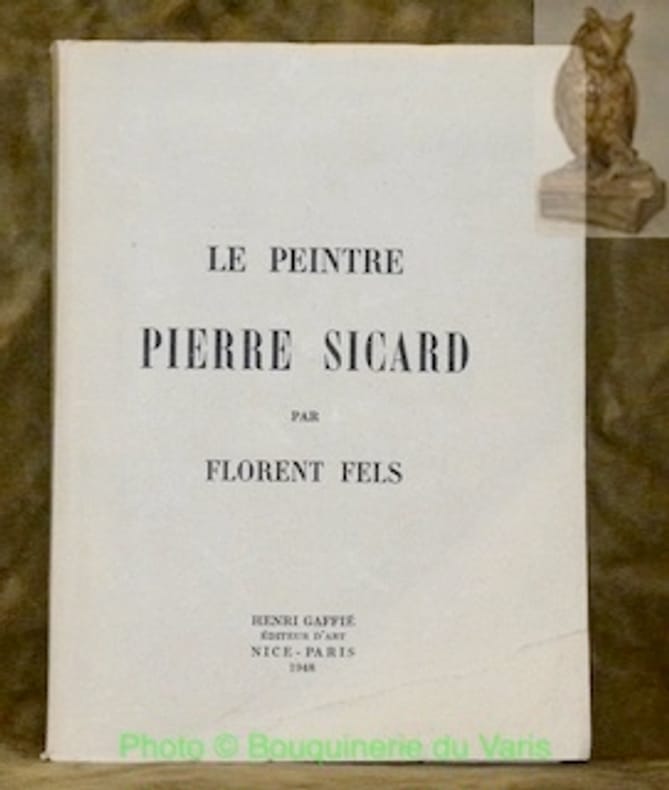 LE PEINTRE
PIERRE SICARD
PAR
FLORENT FELS
HENRI GAFFIÉ
ÉDITEUR D'ART
NICE - PARIS
1948
Photo © Bouquinerie du Varis